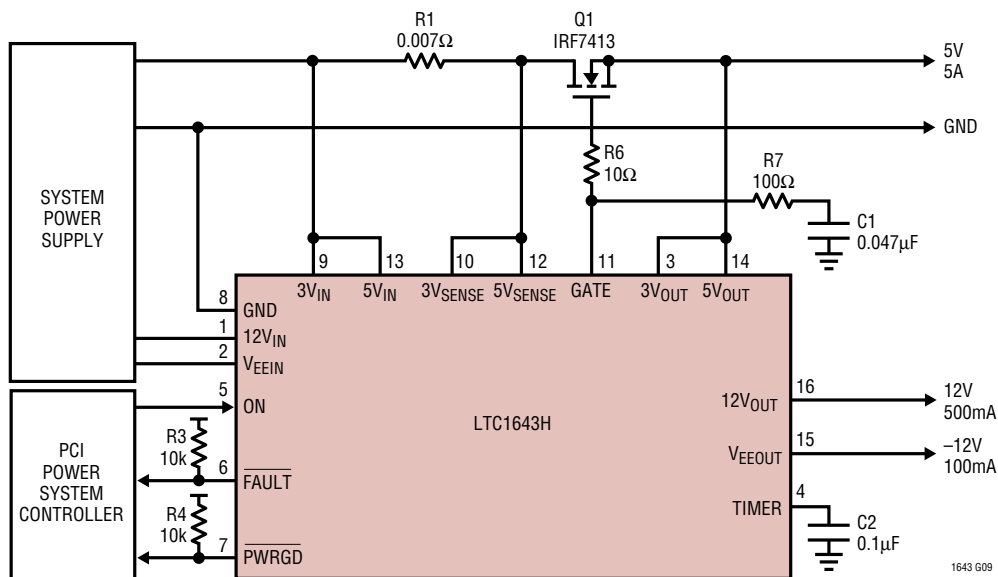 R1
0.007Ω
Q1
IRF7413
5V
5A
GND
R6
10Ω
R7
100Ω
C1
0.047µF
SYSTEM
POWER
SUPPLY
9
13
10
12
11
3
14
3VIN
5VIN
3VSENSE
5VSENSE
GATE
3VOUT
5VOUT
8
GND
1
12VIN
2
VEEIN
5
ON
LTC1643H
PCI
POWER
SYSTEM
CONTROLLER
R3
10k
6
FAULT
R4
10k
7
PWRGD
12VOUT
16
12V
500mA
VEEOUT
15
–12V
100mA
TIMER
4
C2
0.1µF
1643 G09